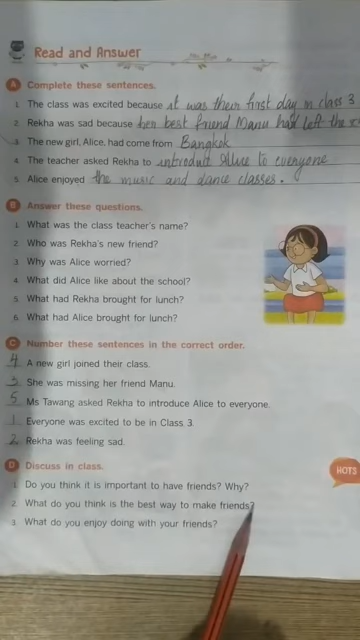 Read and Answer
A Complete these sentences.
1. The class was excited because it was their first day in class 3
2. Rekha was sad because her best friend Manu had left the
3. The new girl, Alice, had come from Bangkok
4. The teacher asked Rekha to introduct Alice to everyone
5. Alice enjoyed the music and dance classes.
B Answer these questions.
1. What was the class teacher's name?
2. Who was Rekha's new friend?
3. Why was Alice worried?
4. What did Alice like about the school?
5. What had Rekha brought for lunch?
6. What had Alice brought for lunch?
C Number these sentences in the correct order.
4 A new girl joined their class.
3 She was missing her friend Manu.
5 Ms Tawang asked Rekha to introduce Alice to everyone.
1 Everyone was excited to be in Class 3.
2 Rekha was feeling sad.
D Discuss in class.
HOTS
1. Do you think it is important to have friends? Why?
2. What do you think is the best way to make friends?
3. What do you enjoy doing with your friends?